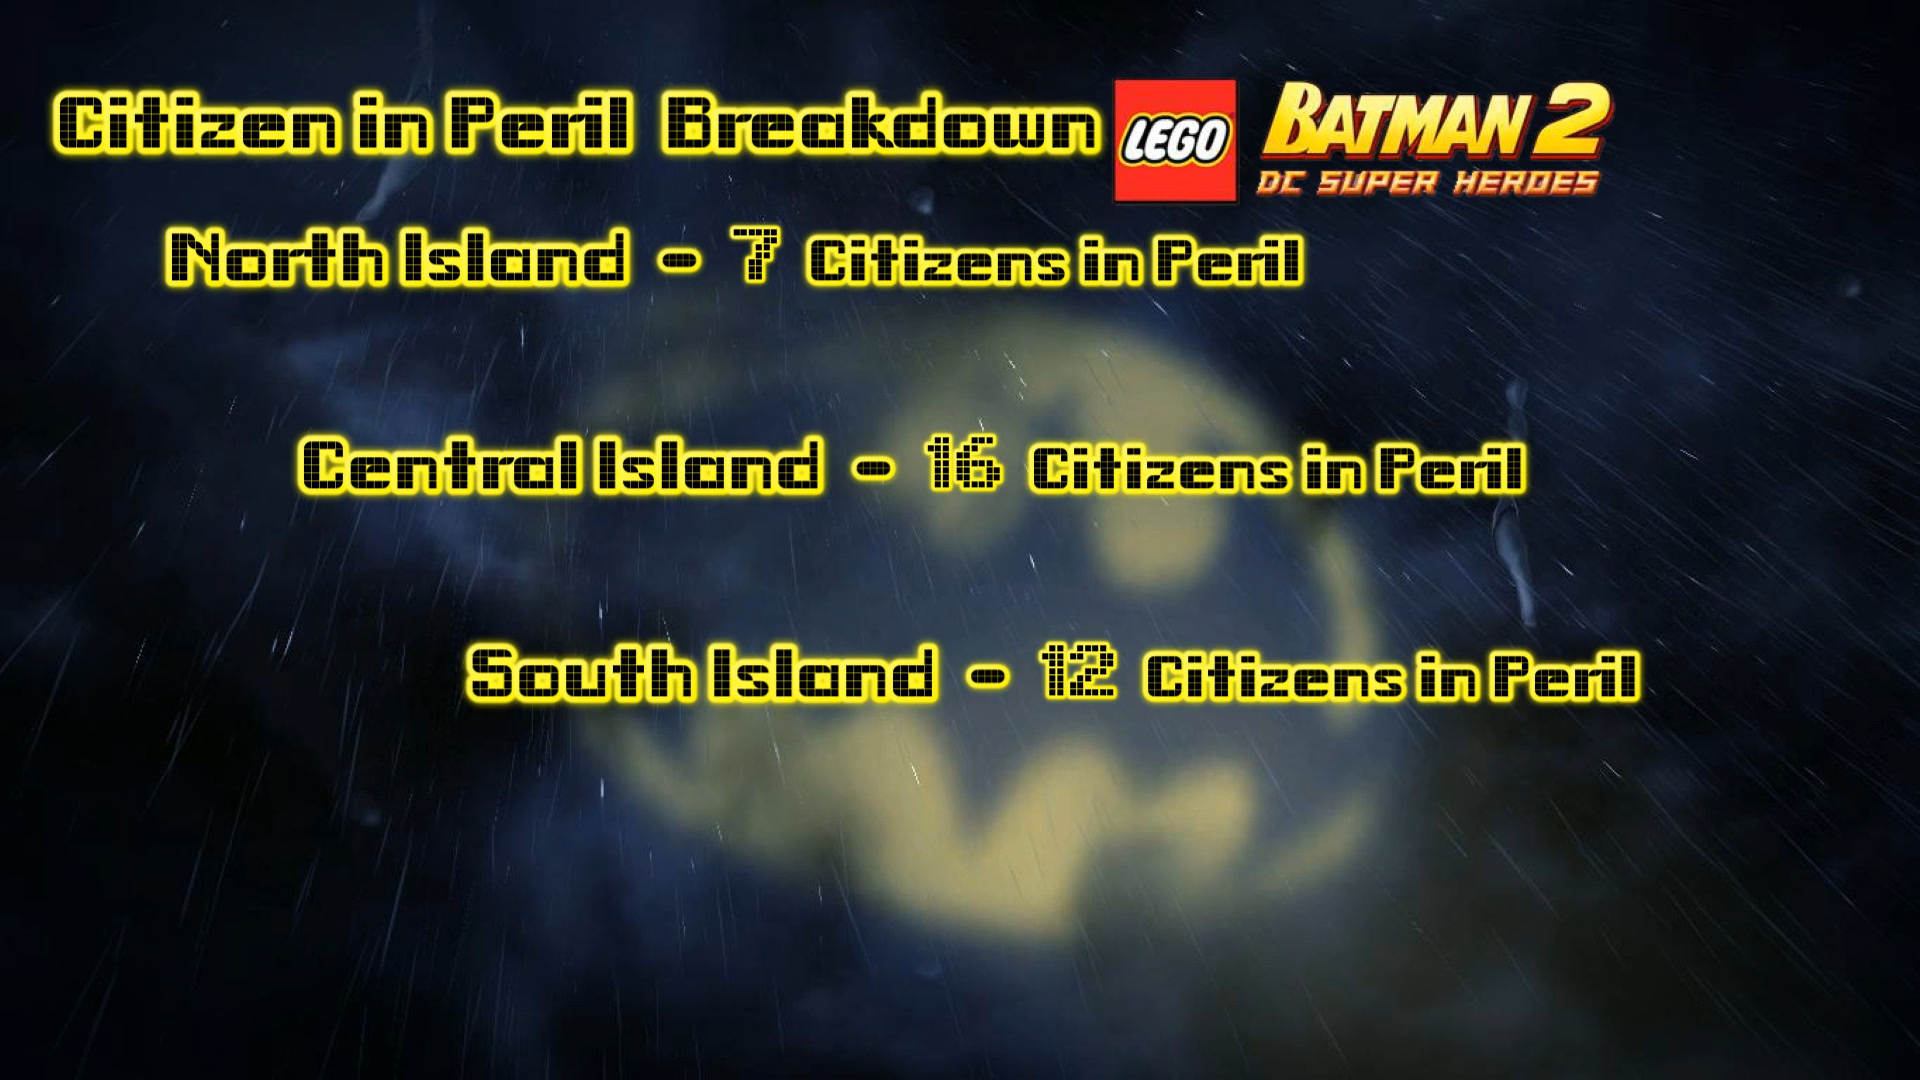 Citizen in Peril Breakdown LEGO BATMAN 2
DC SUPER HEROES
North Island - 7 Citizens in Peril
Central Island - 16 Citizens in Peril
South Island - 12 Citizens in Peril